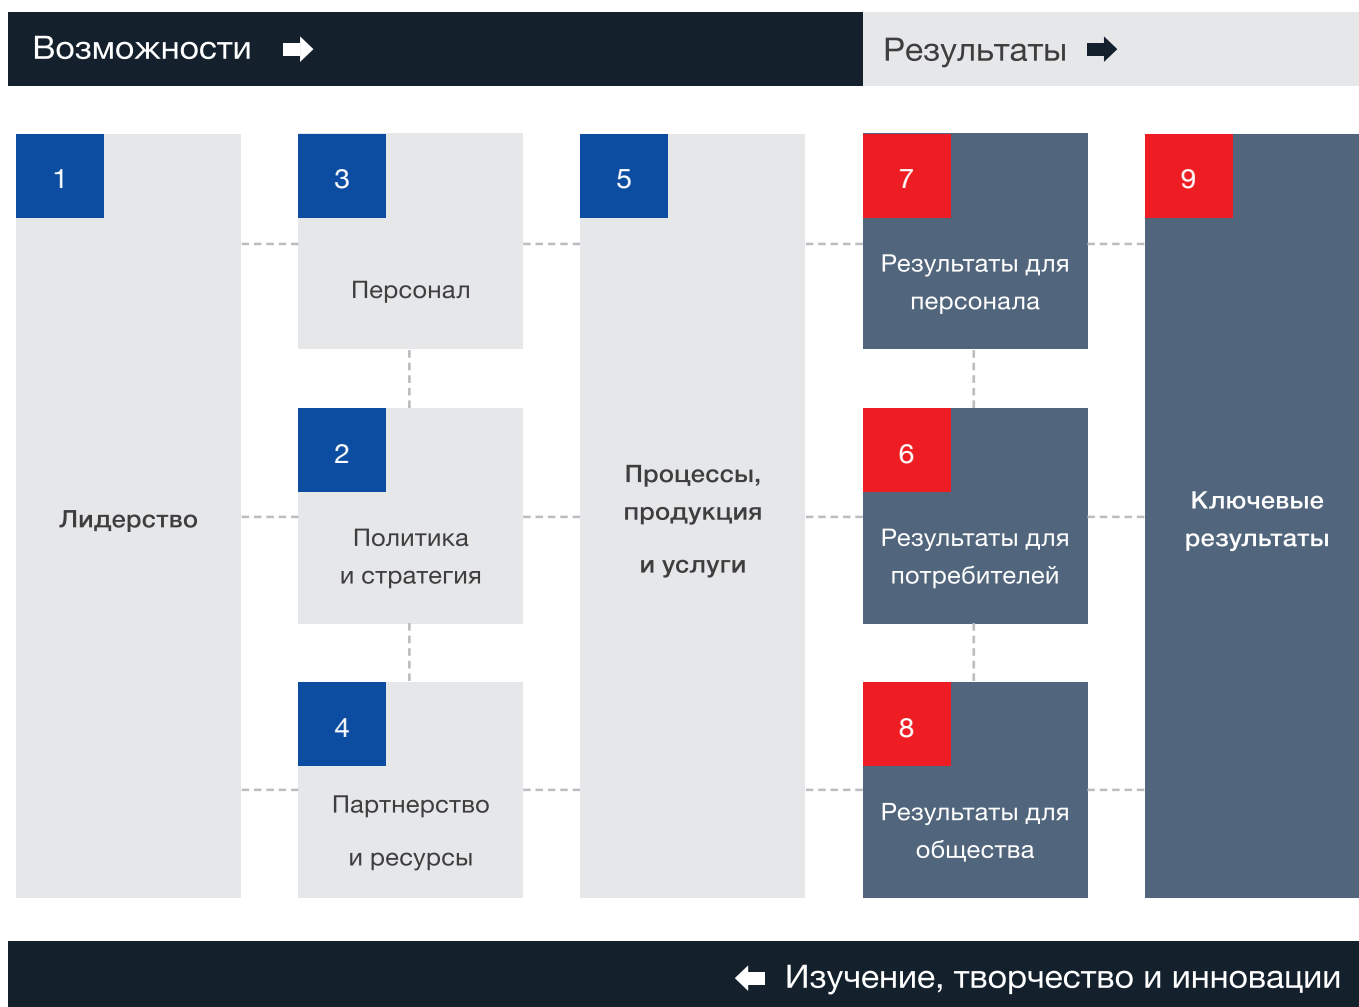 Возможности
Результаты
1
Лидерство
3
Персонал
2
Политика
и стратегия
4
Партнерство
и ресурсы
5
Процессы,
продукция
и услуги
7
Результаты для
персонала
6
Результаты для
потребителей
8
Результаты для
общества
9
Ключевые
результаты
Изучение, творчество и инновации